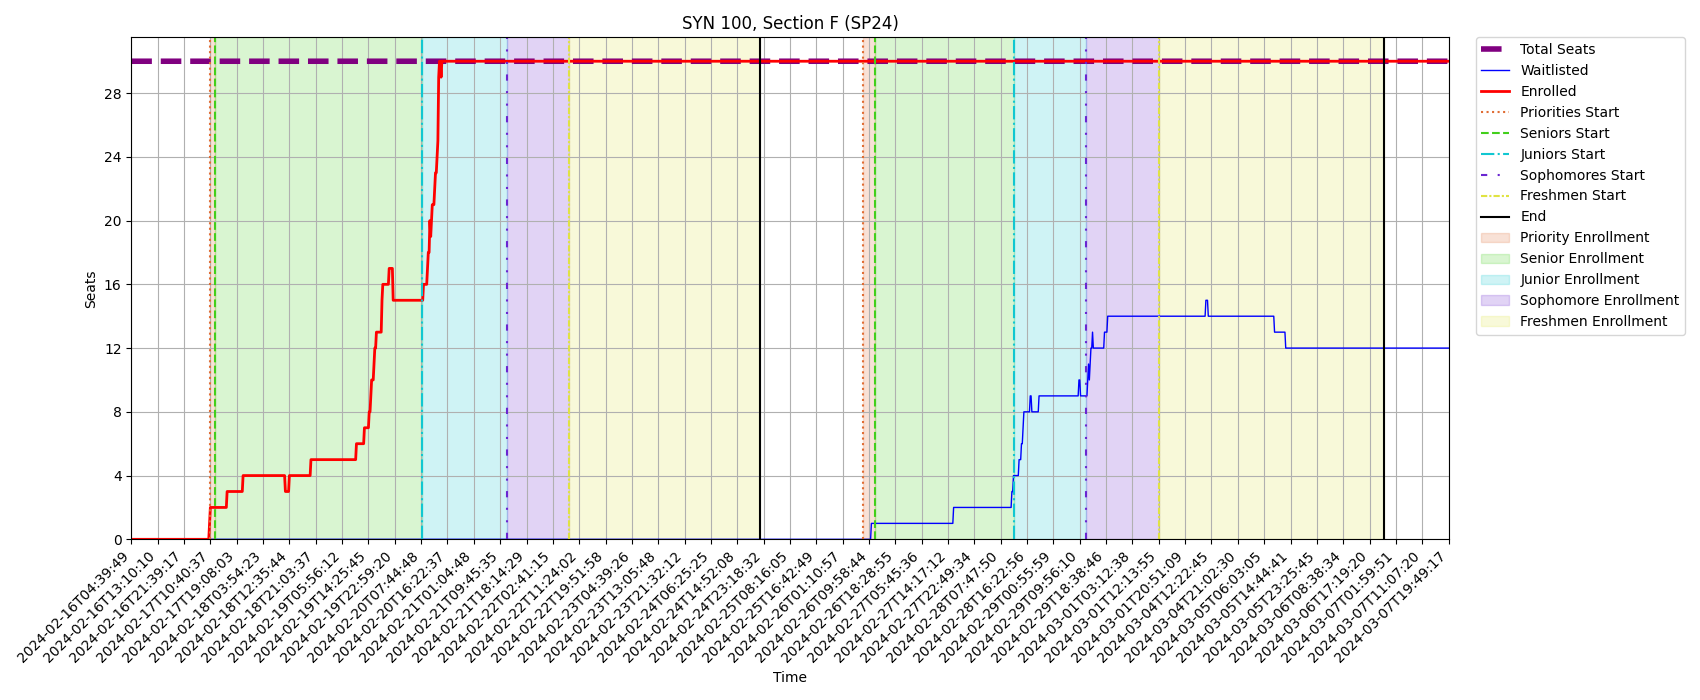 SYN 100, Section F (SP24)
Seats
28
24
20
16
12
8
4
0
2024-02-16T04:39:49
2024-02-16T13:10:10
2024-02-16T21:39:17
2024-02-17T10:40:37
2024-02-17T19:08:03
2024-02-18T03:54:23
2024-02-18T12:35:44
2024-02-18T21:03:37
2024-02-19T05:56:12
2024-02-19T14:25:45
2024-02-19T22:59:20
2024-02-20T07:44:48
2024-02-20T16:22:37
2024-02-21T01:04:48
2024-02-21T09:45:35
2024-02-21T18:14:29
2024-02-22T02:41:15
2024-02-22T11:24:02
2024-02-22T19:51:58
2024-02-23T04:39:26
2024-02-23T13:05:48
2024-02-23T21:32:12
2024-02-24T06:25:25
2024-02-24T14:52:08
2024-02-24T23:18:32
2024-02-25T08:16:05
2024-02-25T16:42:49
2024-02-26T01:10:57
2024-02-26T09:58:44
2024-02-26T18:28:55
2024-02-27T05:45:36
2024-02-27T14:17:12
2024-02-27T22:49:34
2024-02-28T07:47:50
2024-02-28T16:22:56
2024-02-29T00:55:59
2024-02-29T09:56:10
2024-02-29T18:38:46
2024-03-01T03:12:38
2024-03-01T12:13:55
2024-03-01T20:51:09
2024-03-04T12:22:45
2024-03-04T21:02:30
2024-03-05T06:03:05
2024-03-05T14:44:41
2024-03-05T23:25:45
2024-03-06T08:38:34
2024-03-06T17:19:20
2024-03-07T01:59:51
2024-03-07T11:07:20
2024-03-07T19:49:17
Time
Total Seats
Waitlisted
Enrolled
Priorities Start
Seniors Start
Juniors Start
Sophomores Start
Freshmen Start
End
Priority Enrollment
Senior Enrollment
Junior Enrollment
Sophomore Enrollment
Freshmen Enrollment